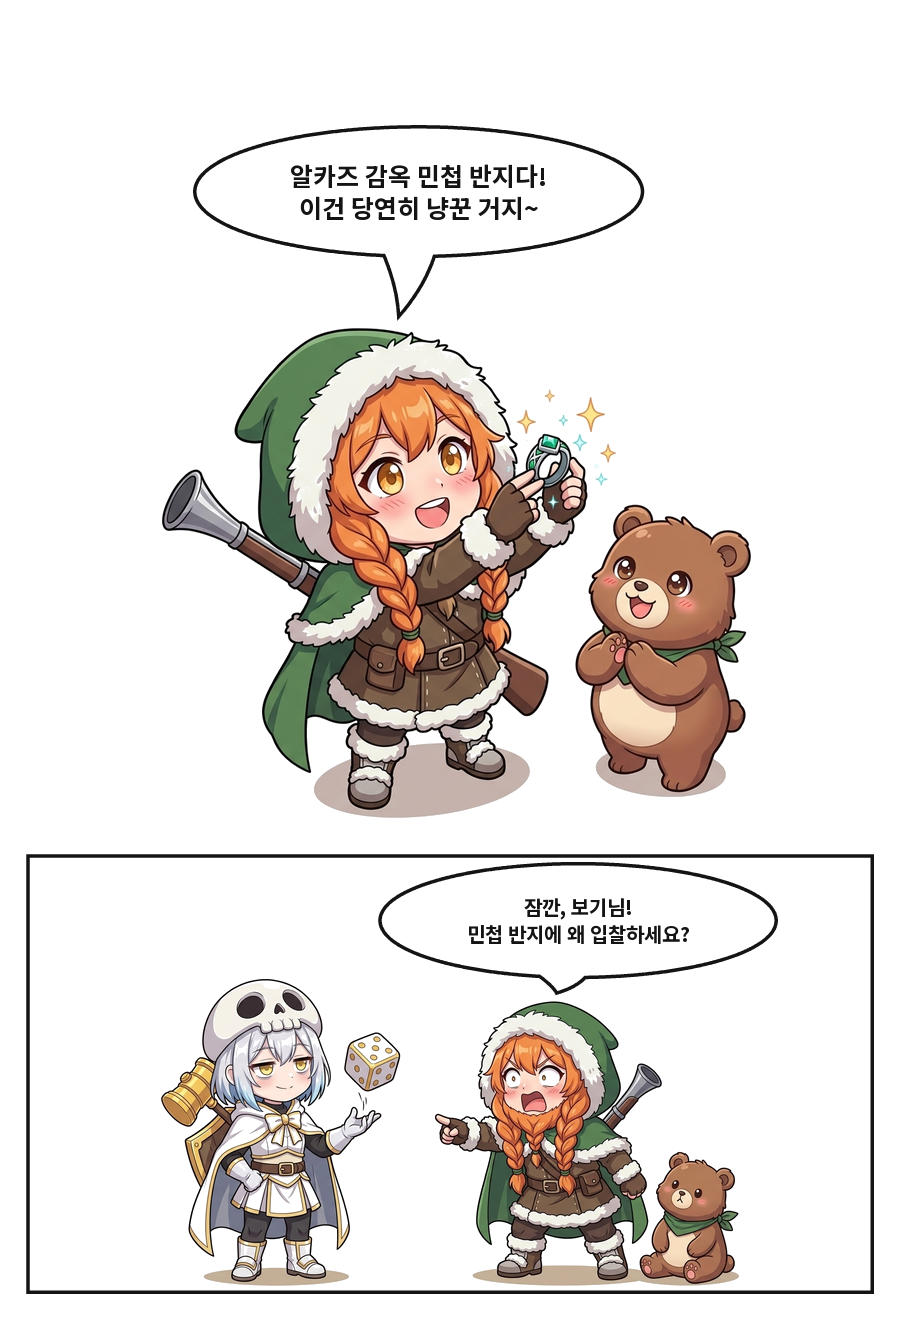 알카즈 감옥 민첩 반지다!
이건 당연히 냥꾼 거지~
잠깐, 보기님!
민첩 반지에 왜 입찰하세요?